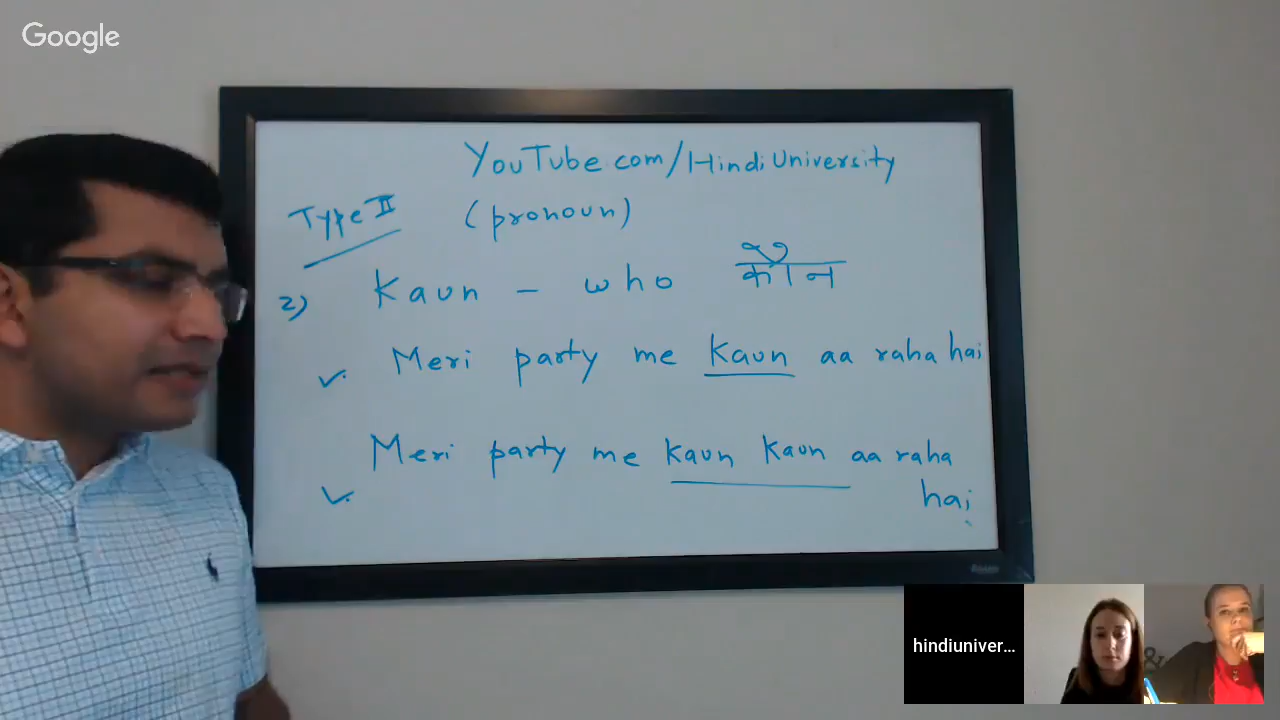 Google
YouTube.com/HindiUniversity
Type II (pronoun)
2) Kaun – who कौन
Meri party me Kaun aa raha hai
Meri party me Kaun Kaun aa raha
hai
hindiuniver...
&